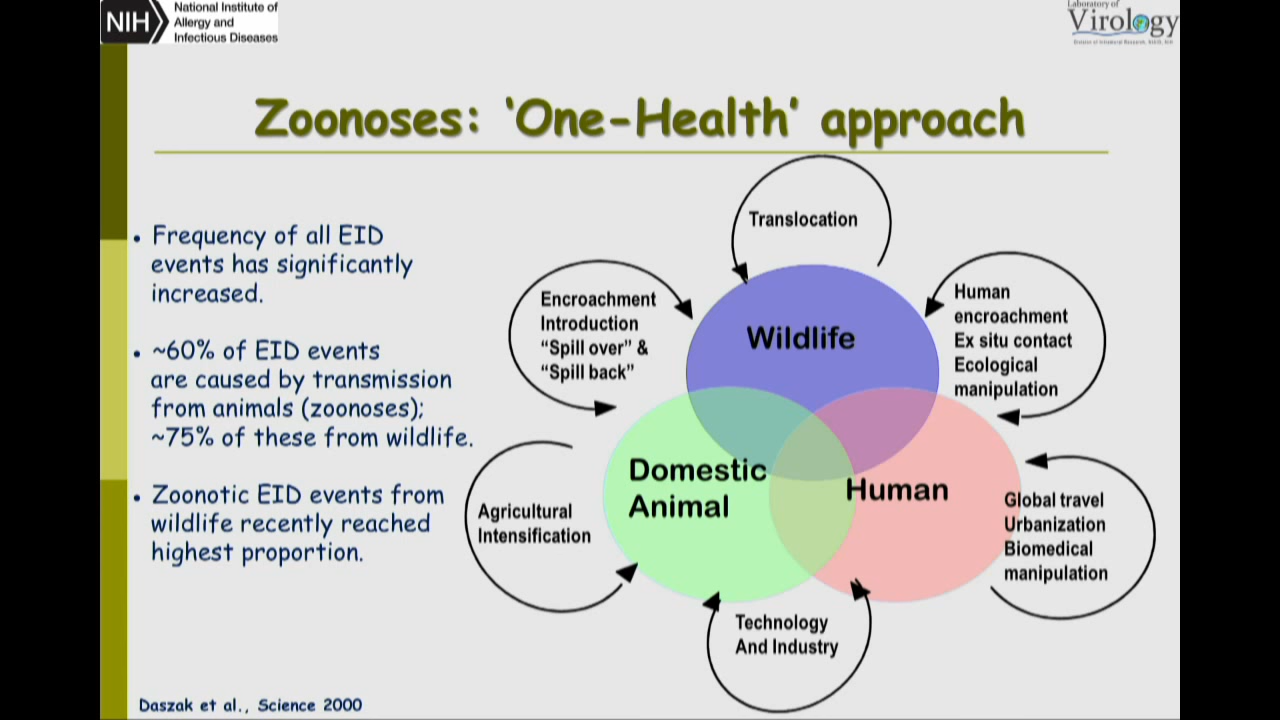 NIH
National Institute of
Allergy and
Infectious Diseases
Laboratory of
Virology
Zoonoses: ‘One-Health’ approach
• Frequency of all EID
events has significantly
increased.
• ~60% of EID events
are caused by transmission
from animals (zoonoses);
~75% of these from wildlife.
• Zoonotic EID events from
wildlife recently reached
highest proportion.
Translocation
Encroachment
Introduction
“Spill over” &
“Spill back”
Wildlife
Human
encroachment
Ex situ contact
Ecological
manipulation
Agricultural
Intensification
Domestic
Animal
Human
Global travel
Urbanization
Biomedical
manipulation
Technology
And Industry
Daszak et al., Science 2000